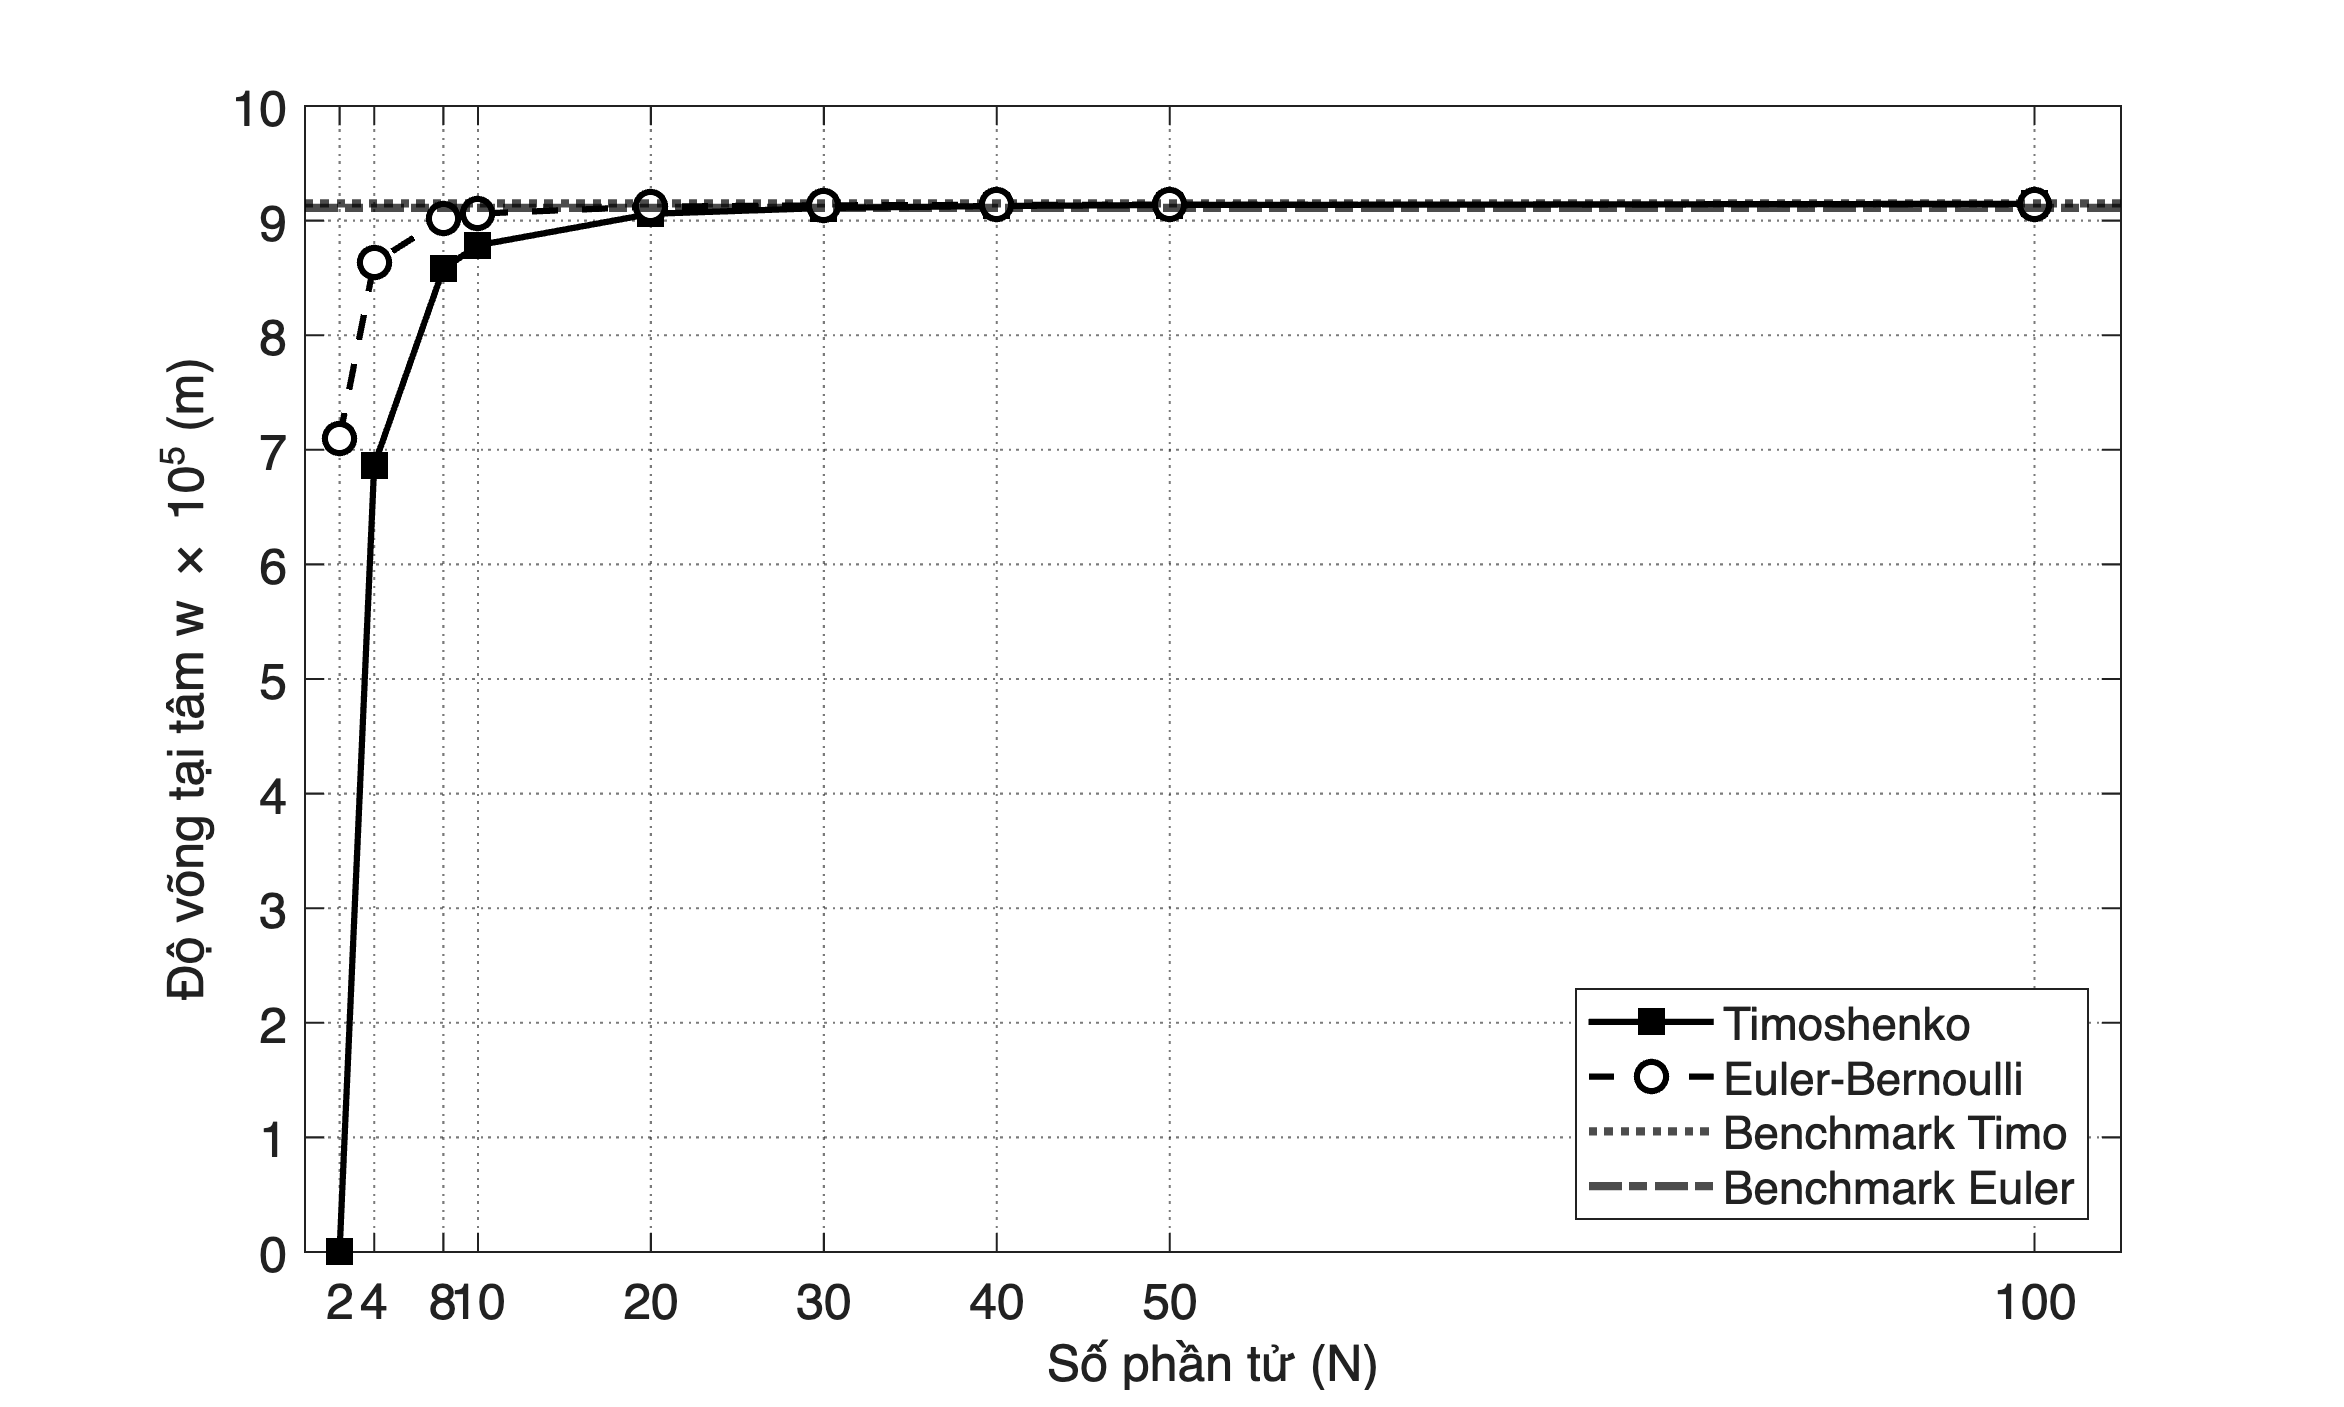 10
9
8
7
6
5
4
3
2
1
0
Độ võng tại tâm w × 10⁵ (m)
2 4 8 10 20 30 40 50 100
Số phần tử (N)
Timoshenko
Euler-Bernoulli
Benchmark Timo
Benchmark Euler